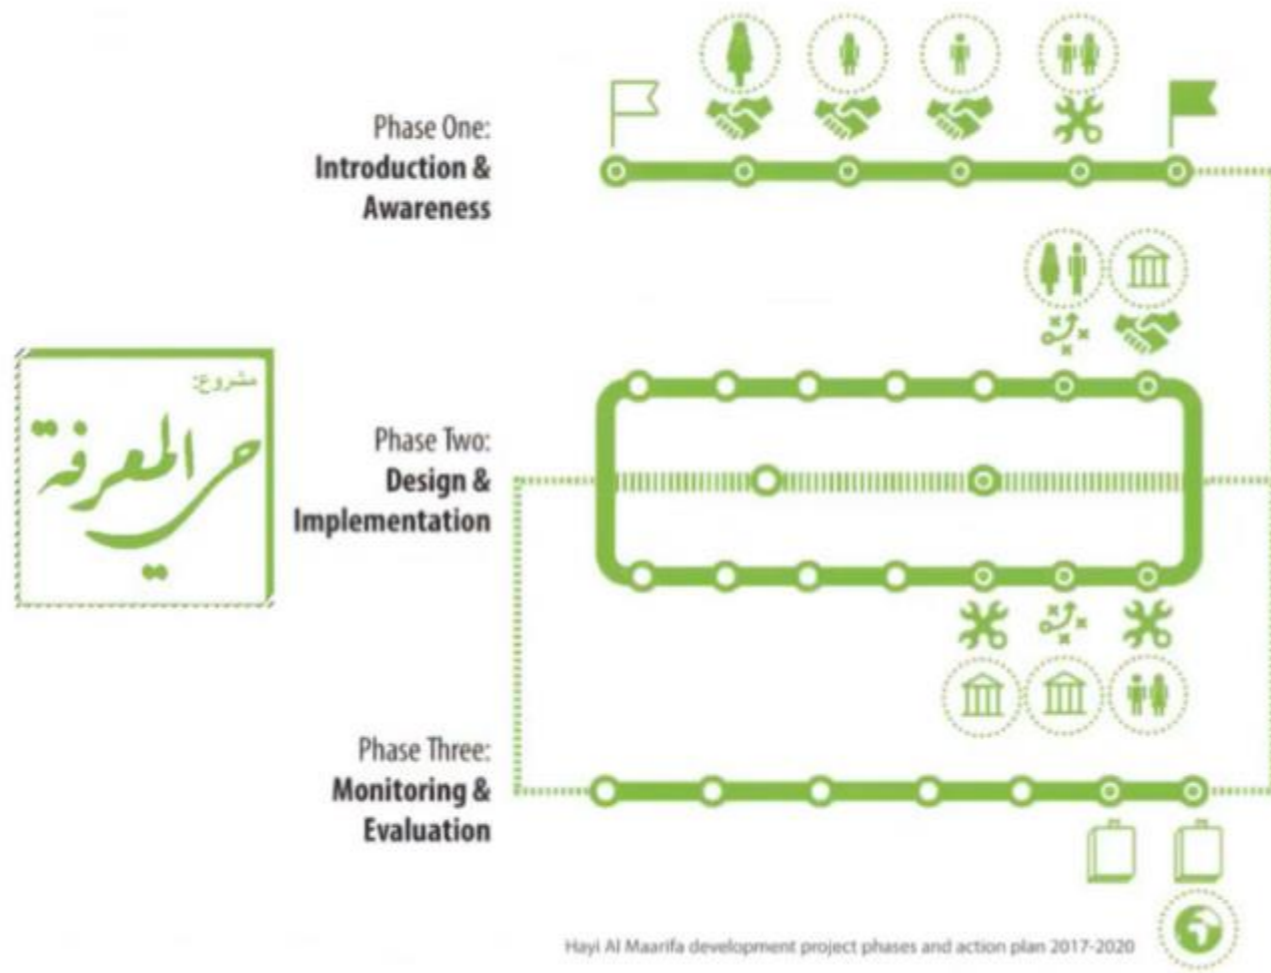 Phase One:
Introduction &
Awareness
مشروع:
حي المعرفة
Phase Two:
Design &
Implementation
Phase Three:
Monitoring &
Evaluation
Hayi Al Maarifa development project phases and action plan 2017-2020